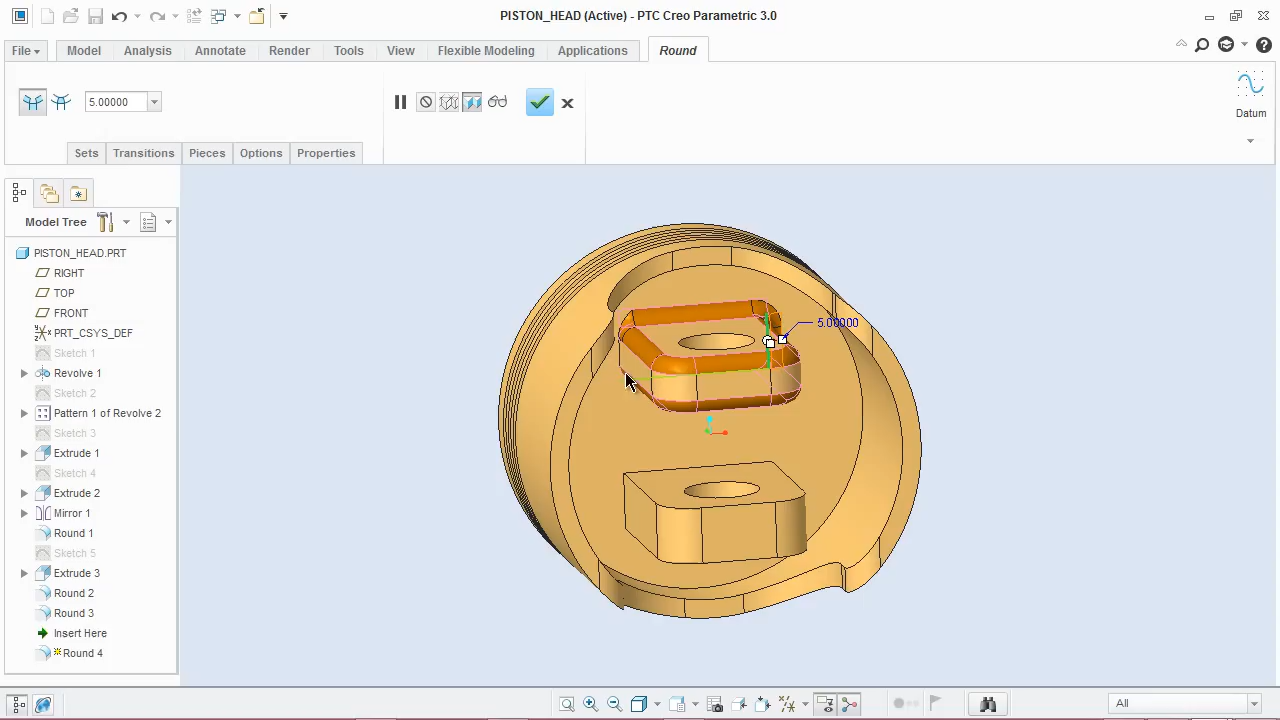 PISTON_HEAD (Active) - PTC Creo Parametric 3.0
File Model Analysis Annotate Render Tools View Flexible Modeling Applications Round
5.00000
Datum
Sets Transitions Pieces Options Properties
Model Tree
PISTON_HEAD.PRT
RIGHT
TOP
FRONT
PRT_CSYS_DEF
Sketch 1
Revolve 1
Sketch 2
Pattern 1 of Revolve 2
Sketch 3
Extrude 1
Sketch 4
Extrude 2
Mirror 1
Round 1
Sketch 5
Extrude 3
Round 2
Round 3
Insert Here
Round 4
5.00000
All